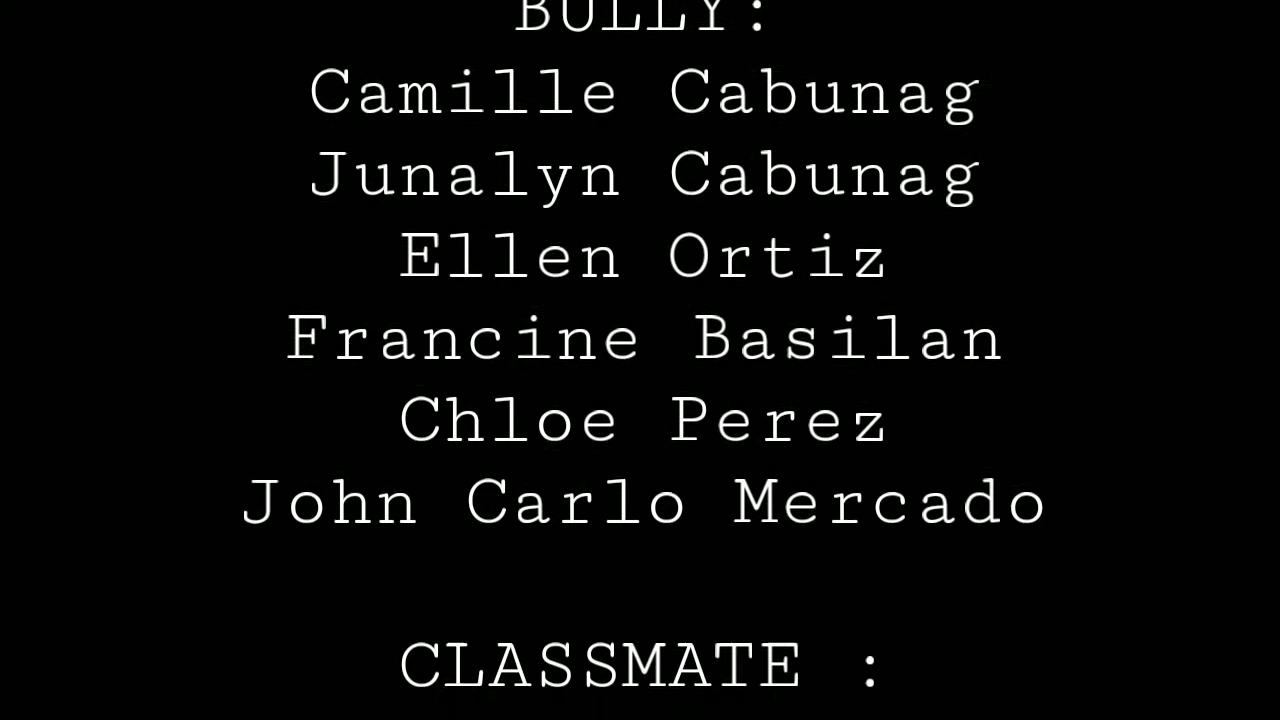 BULLY:
Camille Cabunag
Junalyn Cabunag
Ellen Ortiz
Francine Basilan
Chloe Perez
John Carlo Mercado
CLASSMATE :